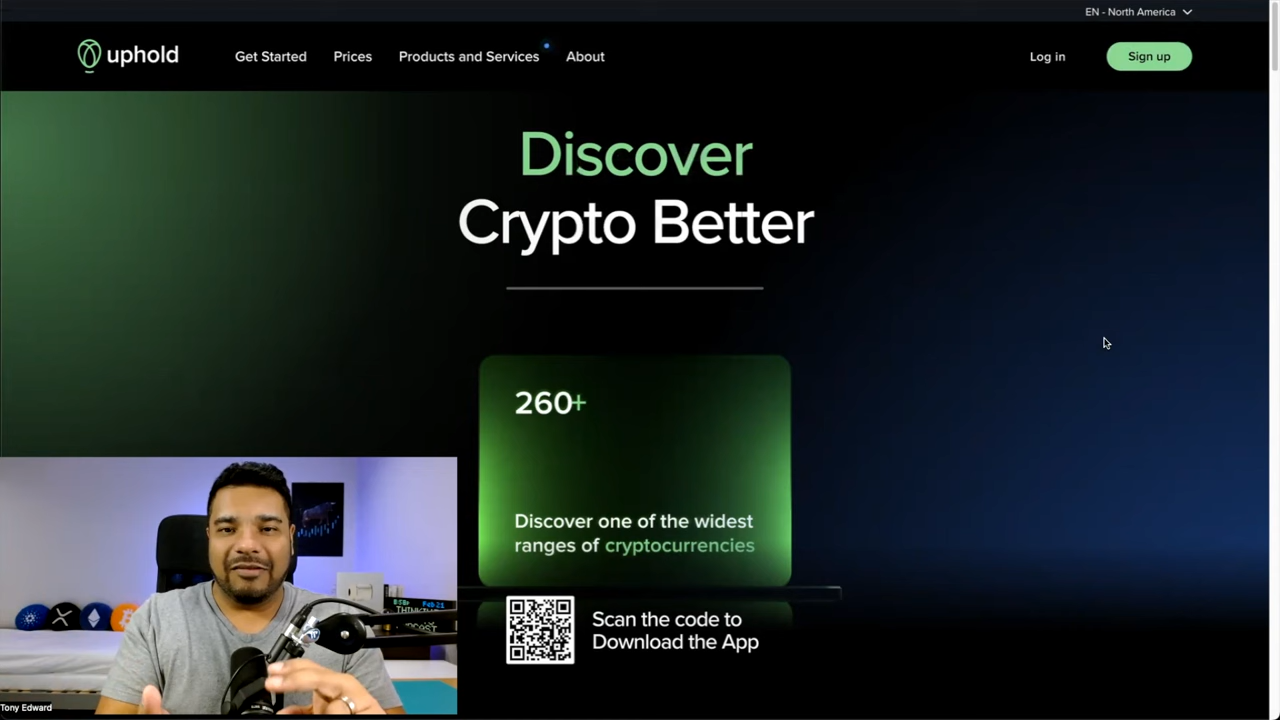 EN - North America
uphold
Get Started
Prices
Products and Services
About
Log in
Sign up
Discover
Crypto Better
260+
Discover one of the widest
ranges of cryptocurrencies
Scan the code to
Download the App
Tony Edward